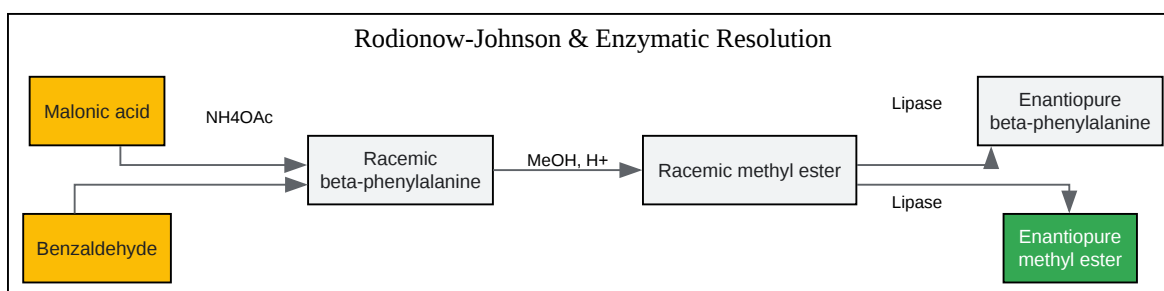 Rodionow-Johnson & Enzymatic Resolution
Malonic acid
NH4OAc
Benzaldehyde
Racemic
beta-phenylalanine
MeOH, H+
Racemic methyl ester
Lipase
Enantiopure
beta-phenylalanine
Lipase
Enantiopure
methyl ester